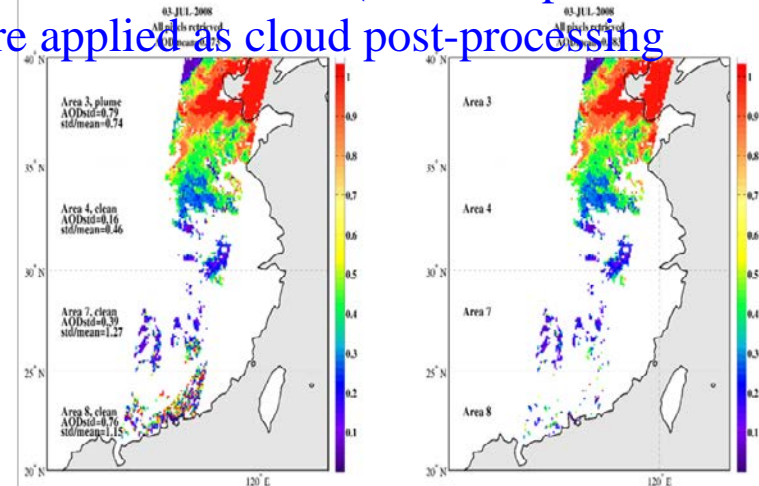 re applied as cloud post-processing
03-JUL-2008
All pixels retrieved
40°N
35°N
30°N
25°N
20°N
120°E
Area 3, plume
AODstd=0.79
std/mean=0.74
Area 4, clean
AODstd=0.16
std/mean=0.46
Area 7, clean
AODstd=0.39
std/mean=1.27
Area 8, clean
AODstd=0.76
std/mean=1.15
1
0.9
0.8
0.7
0.6
0.5
0.4
0.3
0.2
0.1
03-JUL-2008
All pixels retrieved
40°N
35°N
30°N
25°N
20°N
120°E
Area 3
Area 4
Area 7
Area 8
1
0.9
0.8
0.7
0.6
0.5
0.4
0.3
0.2
0.1